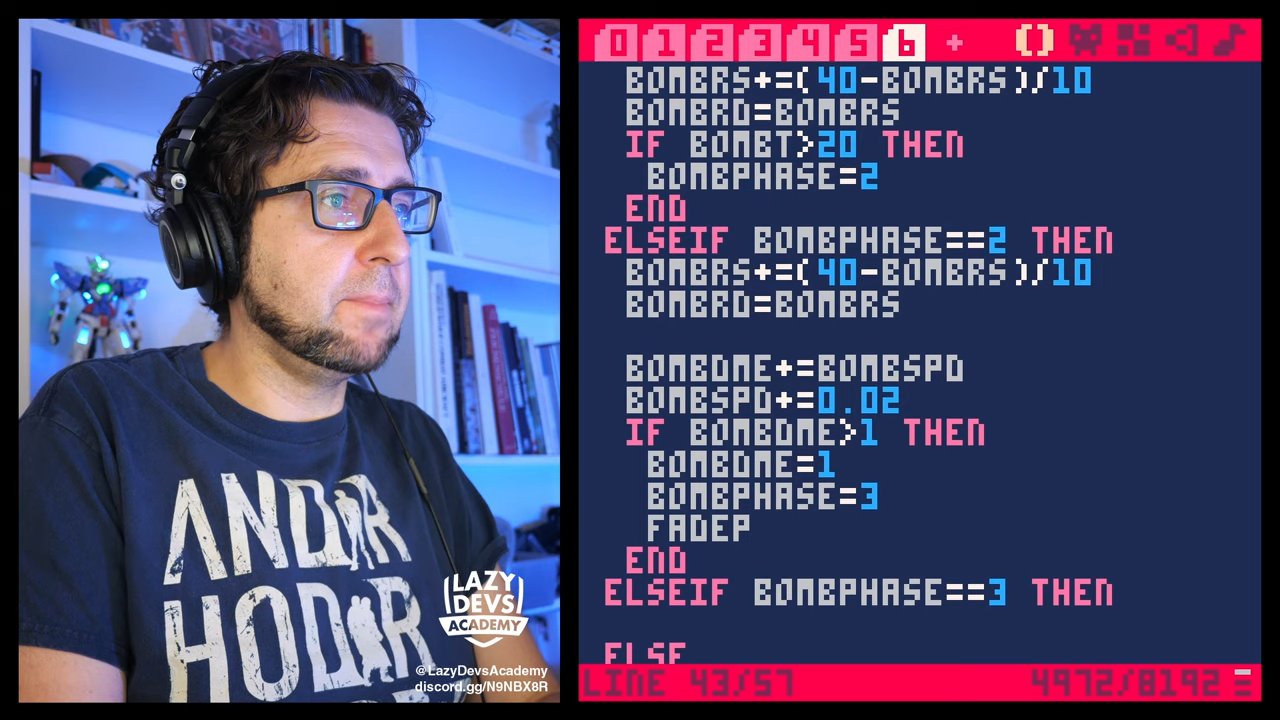 ANDOR
HODOR
LAZY
DEVS
ACADEMY
@LazyDevsAcademy
discord.gg/N9NBX8R
0 1 2 3 4 5 6 + ()
BOMBRS+=(40-BOMBRS)/10
BOMBRD=BOMBRS
IF BOMBT>20 THEN
BOMBPHASE=2
END
ELSEIF BOMBPHASE==2 THEN
BOMBRS+=(40-BOMBRS)/10
BOMBRD=BOMBRS
BOMBDME+=BOMBSPD
BOMBSPD+=0.02
IF BOMBDME>1 THEN
BOMBDME=1
BOMBPHASE=3
FADEP
END
ELSEIF BOMBPHASE==3 THEN
ELSE
LINE 43/57 4972/8192